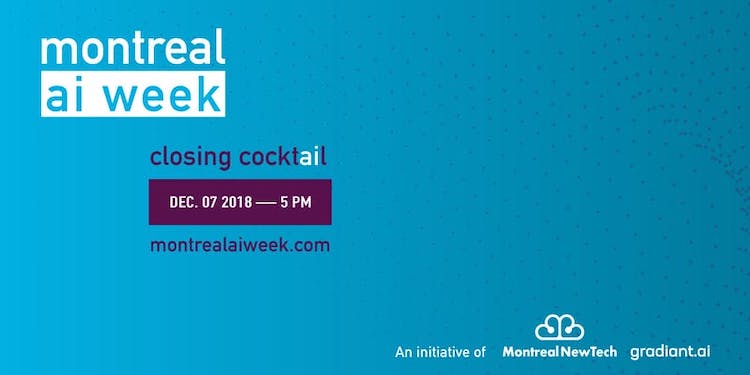 montreal
ai week
closing cocktail
DEC. 07 2018 — 5 PM
montrealaiweek.com
An initiative of MontrealNewTech gradiant.ai